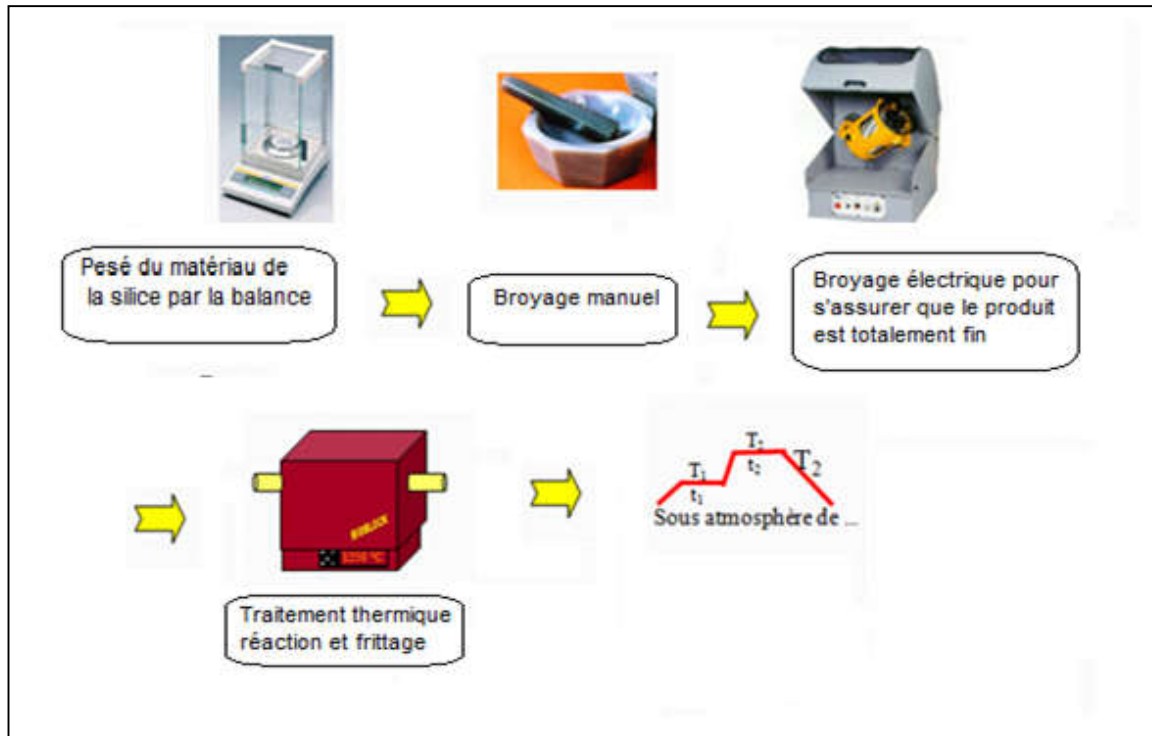 Pesé du matériau de
la silice par la balance
Broyage manuel
Broyage électrique pour
s'assurer que le produit
est totalement fin
T₁
t₁
T₂
t₂
T₂
Sous atmosphère de ...
Traitement thermique
réaction et frittage